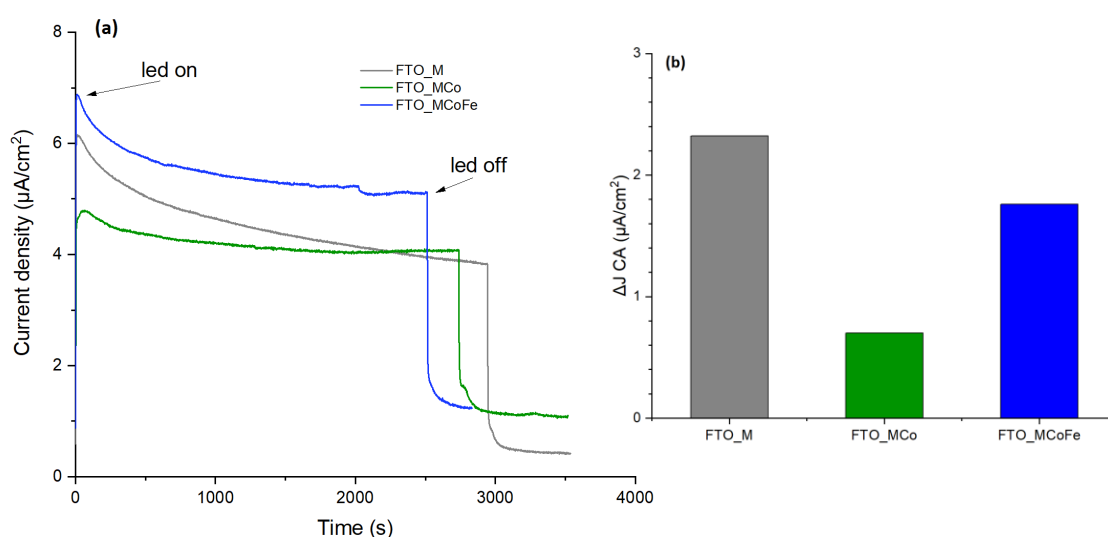 (a)
led on
FTO_M
FTO_MCo
FTO_MCoFe
led off
8
6
4
2
0
Current density (µA/cm²)
0 1000 2000 3000 4000
Time (s)
(b)
3
2
1
0
ΔJ CA (µA/cm²)
FTO_M FTO_MCo FTO_MCoFe